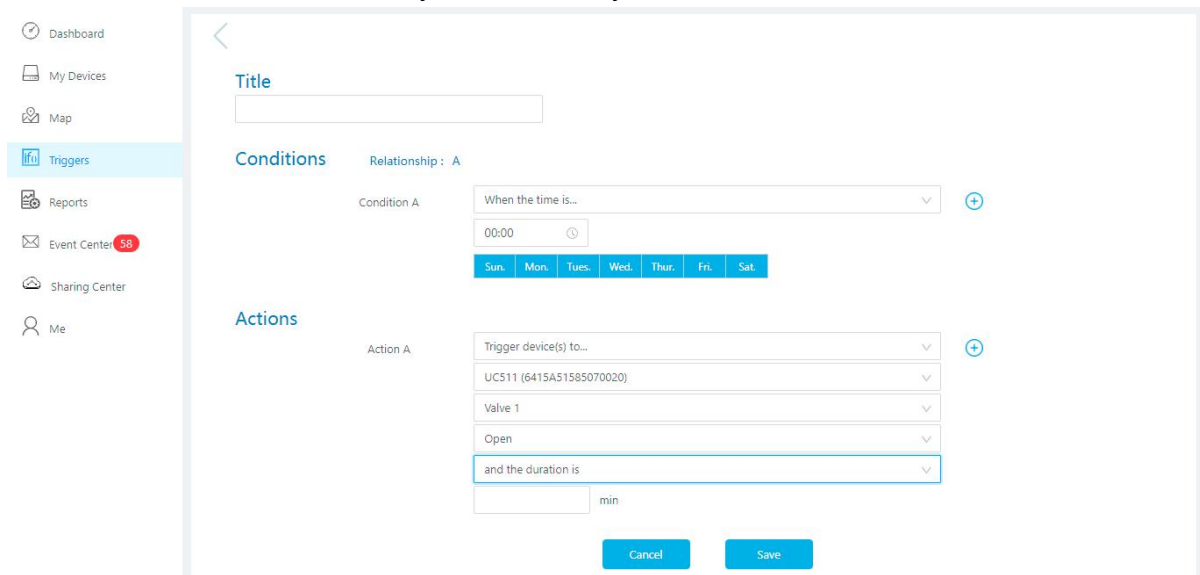 Dashboard
My Devices
Map
Triggers
Reports
Event Center 58
Sharing Center
Me
Title
Conditions Relationship : A
Condition A When the time is...
00:00
Sun. Mon. Tues. Wed. Thur. Fri. Sat.
Actions
Action A Trigger device(s) to...
UC511 (6415A51585070020)
Valve 1
Open
and the duration is
min
Cancel Save